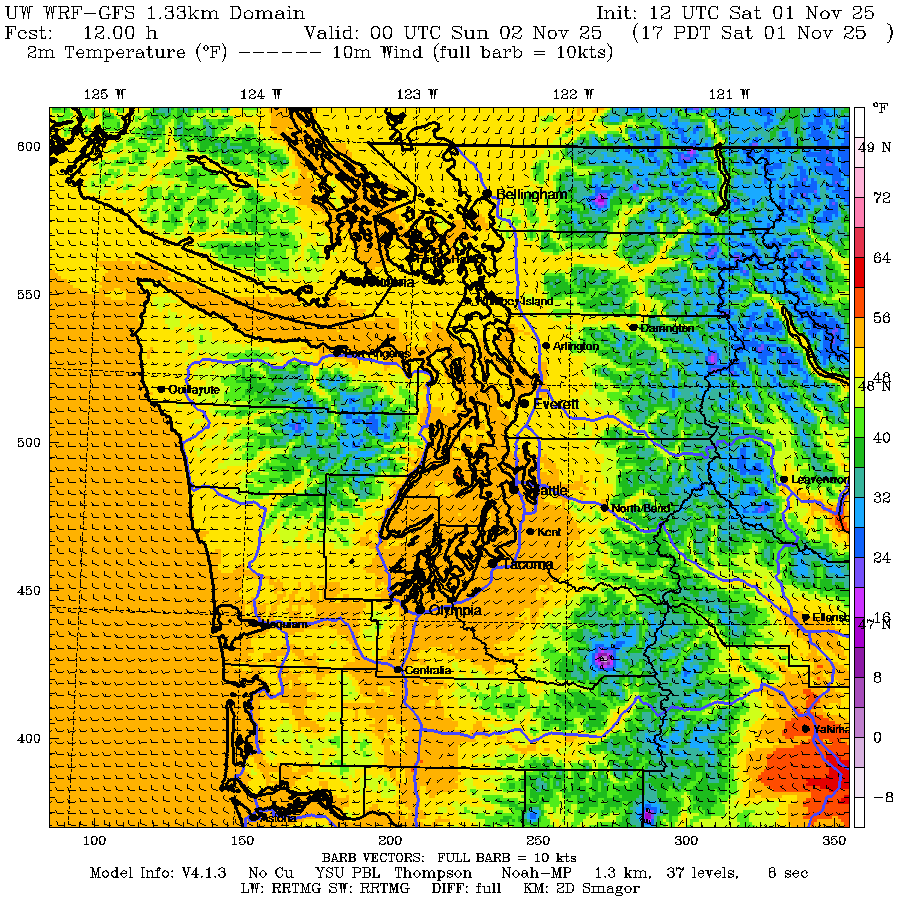 UW WRF-GFS 1.33km Domain Init: 12 UTC Sat 01 Nov 25
Fcst: 12.00 h Valid: 00 UTC Sun 02 Nov 25 (17 PDT Sat 01 Nov 25 )
2m Temperature (°F) ------ 10m Wind (full barb = 10kts)
125 W 124 W 123 W 122 W 121 W °F
600 49 N
Bellingham
72
64
550 Island
Darrington 56
Arlington
Port Angeles 48
48 N
Quillayute
Everett
500 40
Leavenworth
Seattle 32
North Bend
Kent
24
Tacoma
450
Olympia 16
Hoquiam 47 N
Centralia 8
400 Yakima 0
-8
Astoria
100 150 200 250 300 350
BARB VECTORS: FULL BARB = 10 kts
Model Info: V4.1.3 No Cu YSU PBL Thompson Noah-MP 1.3 km, 37 levels, 8 sec
LW: RRTMG SW: RRTMG DIFF: full KM: 2D Smagor